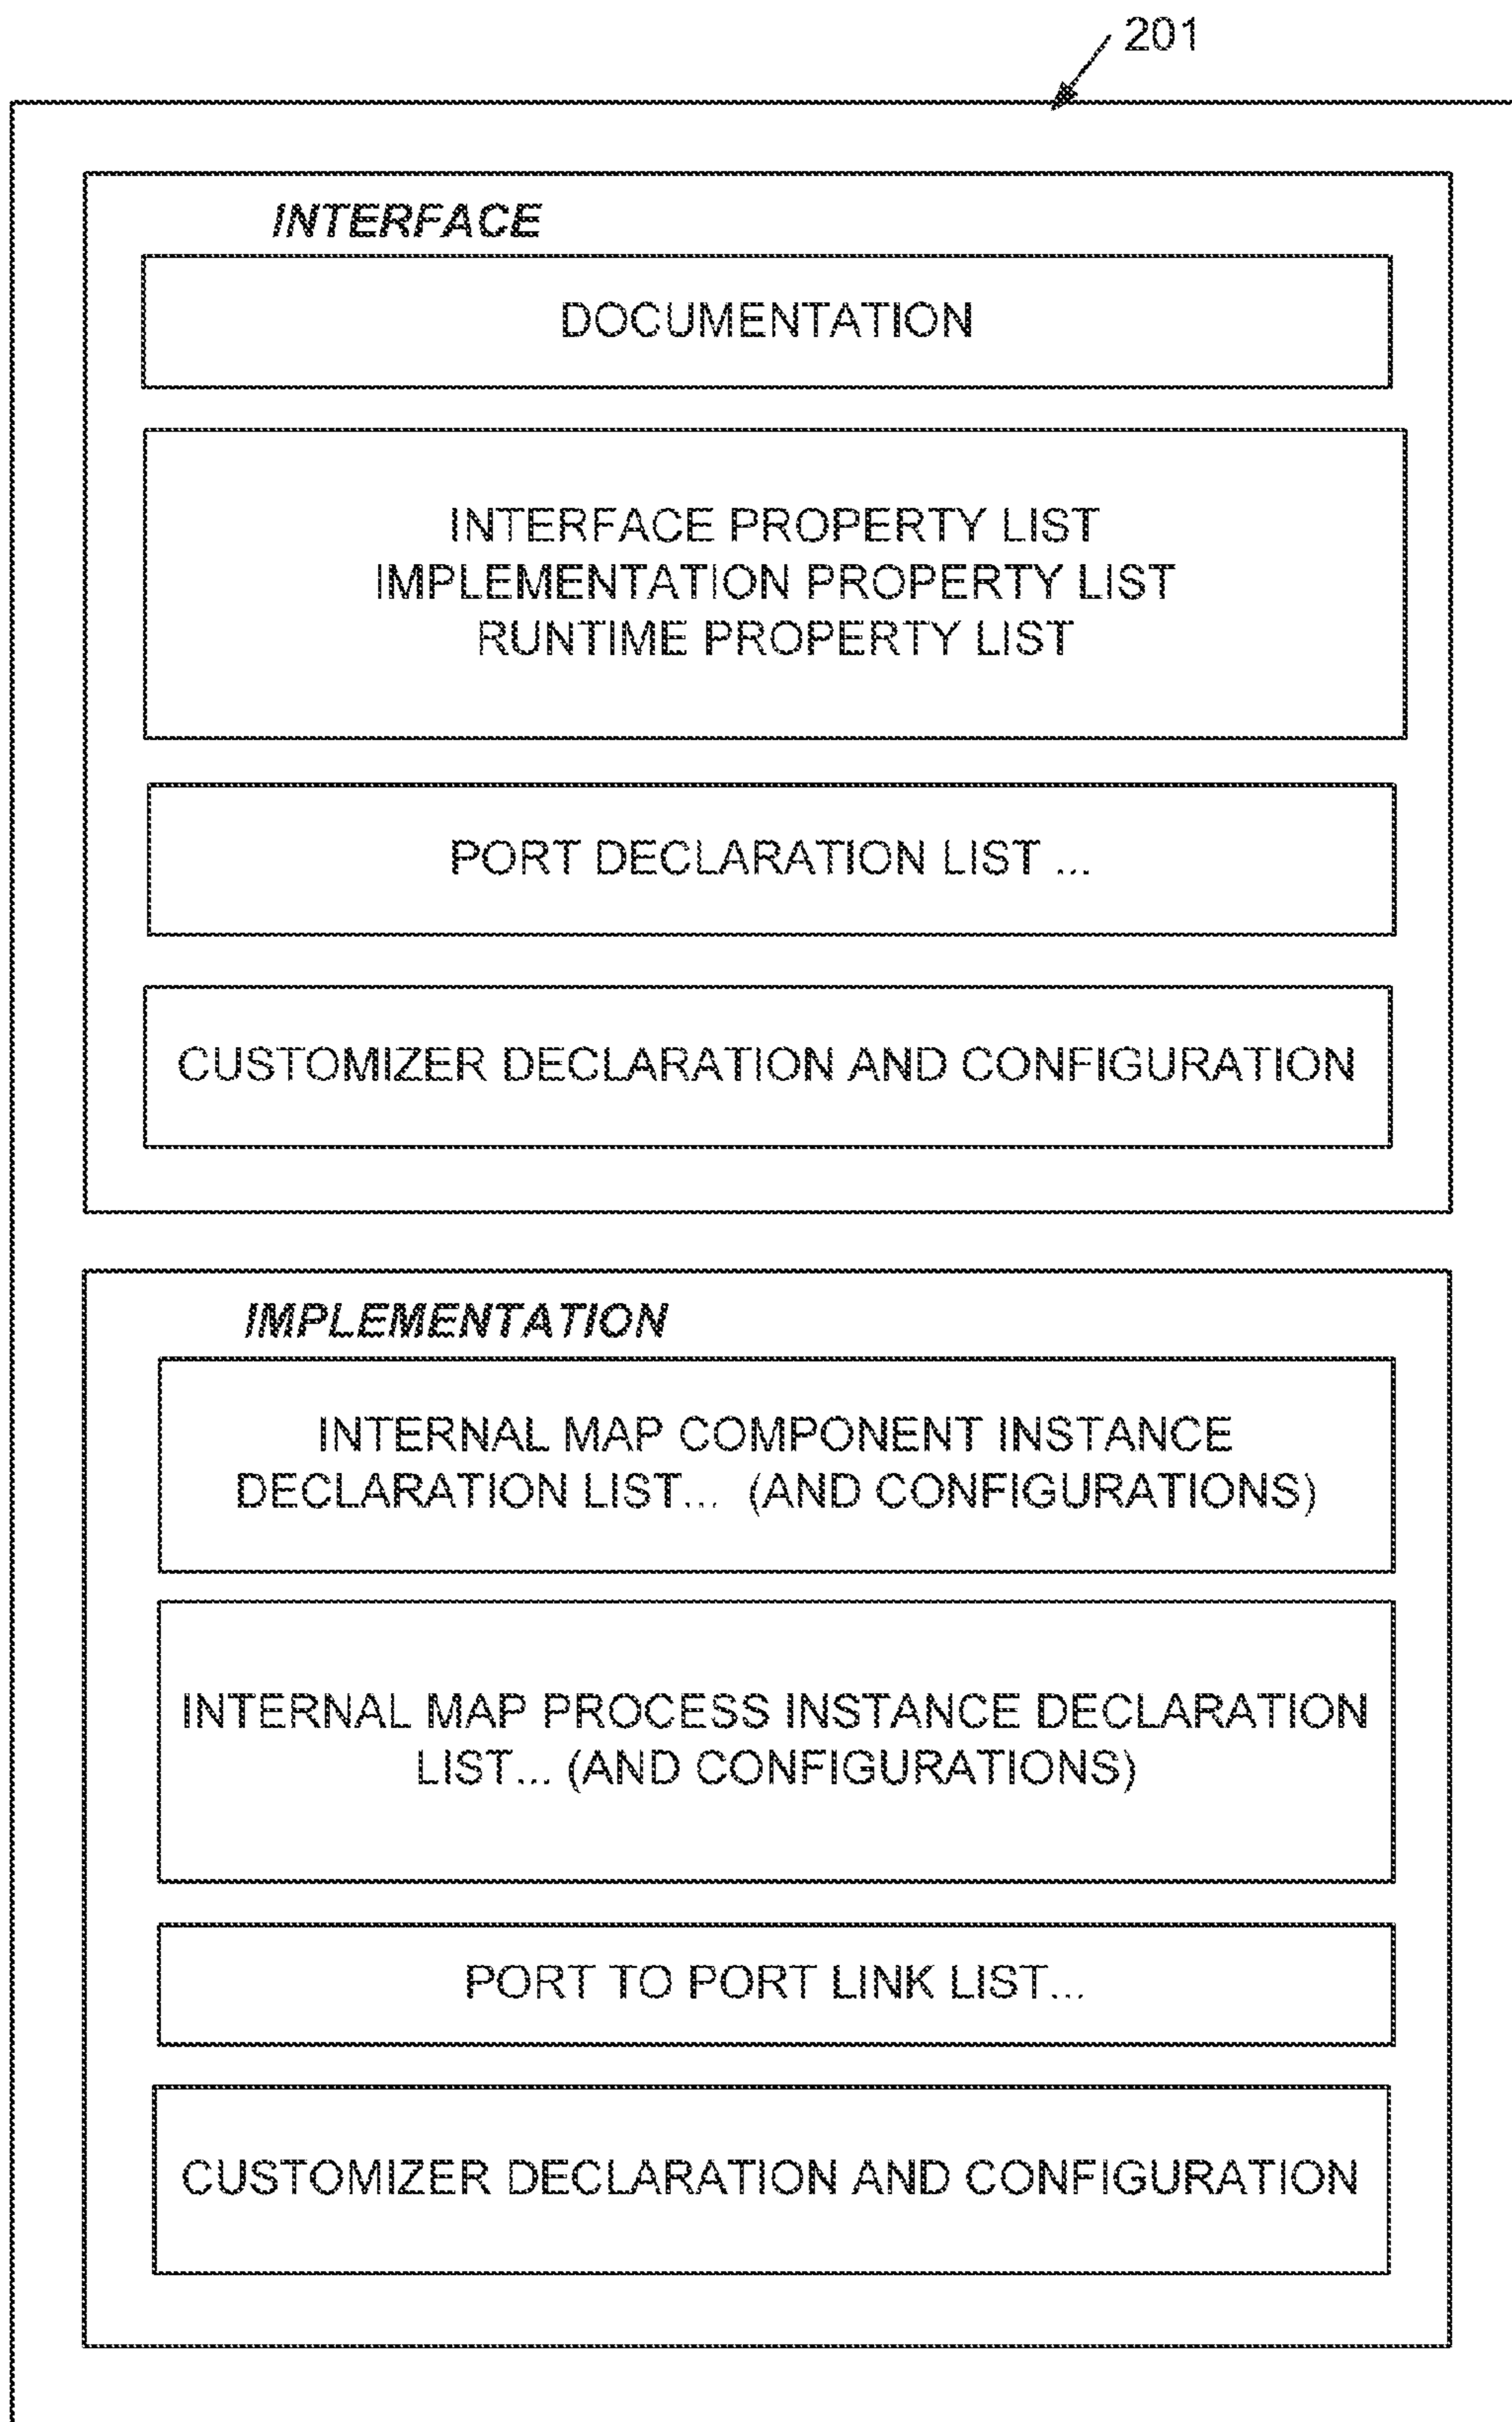 201
INTERFACE
DOCUMENTATION
INTERFACE PROPERTY LIST
IMPLEMENTATION PROPERTY LIST
RUNTIME PROPERTY LIST
PORT DECLARATION LIST ...
CUSTOMIZER DECLARATION AND CONFIGURATION
IMPLEMENTATION
INTERNAL MAP COMPONENT INSTANCE
DECLARATION LIST... (AND CONFIGURATIONS)
INTERNAL MAP PROCESS INSTANCE DECLARATION
LIST... (AND CONFIGURATIONS)
PORT TO PORT LINK LIST...
CUSTOMIZER DECLARATION AND CONFIGURATION